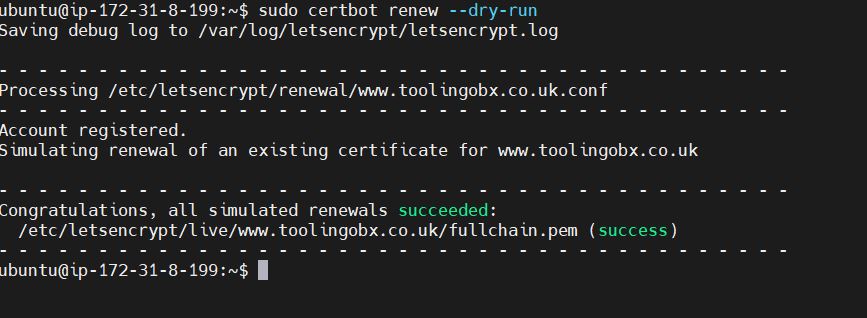 ubuntu@ip-172-31-8-199:~$ sudo certbot renew --dry-run
Saving debug log to /var/log/letsencrypt/letsencrypt.log
- - - - - - - - - - - - - - - - - - - - - - - - - - - - - - - - - - - - - - - -
Processing /etc/letsencrypt/renewal/www.toolingobx.co.uk.conf
- - - - - - - - - - - - - - - - - - - - - - - - - - - - - - - - - - - - - - - -
Account registered.
Simulating renewal of an existing certificate for www.toolingobx.co.uk
- - - - - - - - - - - - - - - - - - - - - - - - - - - - - - - - - - - - - - - -
Congratulations, all simulated renewals succeeded:
  /etc/letsencrypt/live/www.toolingobx.co.uk/fullchain.pem (success)
- - - - - - - - - - - - - - - - - - - - - - - - - - - - - - - - - - - - - - - -
ubuntu@ip-172-31-8-199:~$